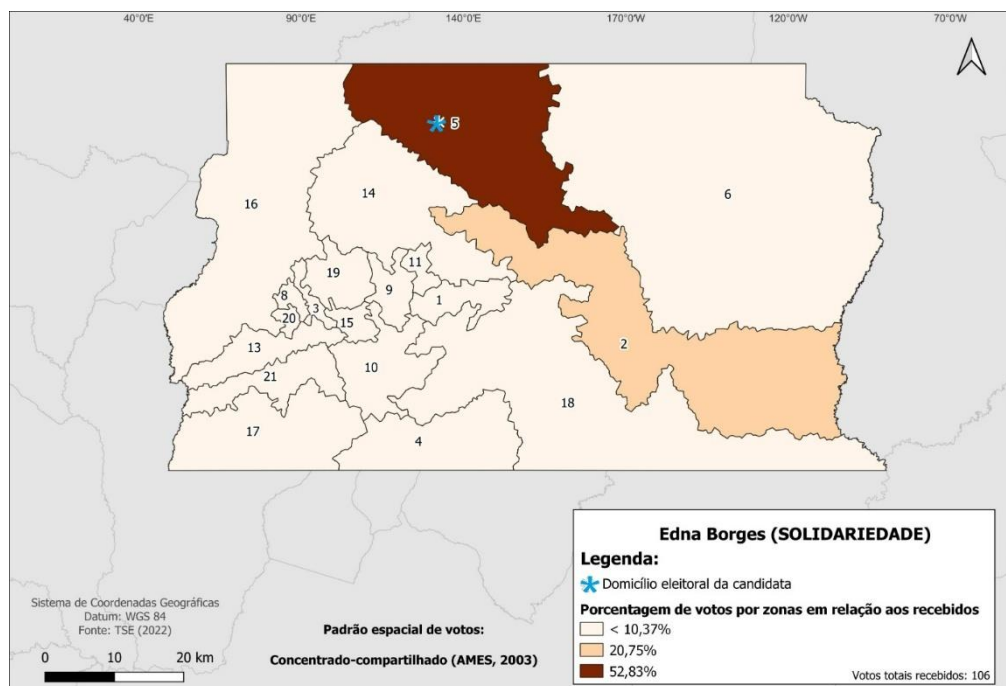 40°0'E 90°0'E 140°0'E 170°0'W 120°0'W 70°0'W
5
6
14
16
11
19
9
8
1
3
20
15
2
13
10
21
18
17
4
Edna Borges (SOLIDARIEDADE)
Legenda:
Domicílio eleitoral da candidata
Porcentagem de votos por zonas em relação aos recebidos
< 10,37%
20,75%
52,83%
Votos totais recebidos: 106
Sistema de Coordenadas Geográficas
Datum: WGS 84
Fonte: TSE (2022)
0 10 20 km
Padrão espacial de votos:
Concentrado-compartilhado (AMES, 2003)